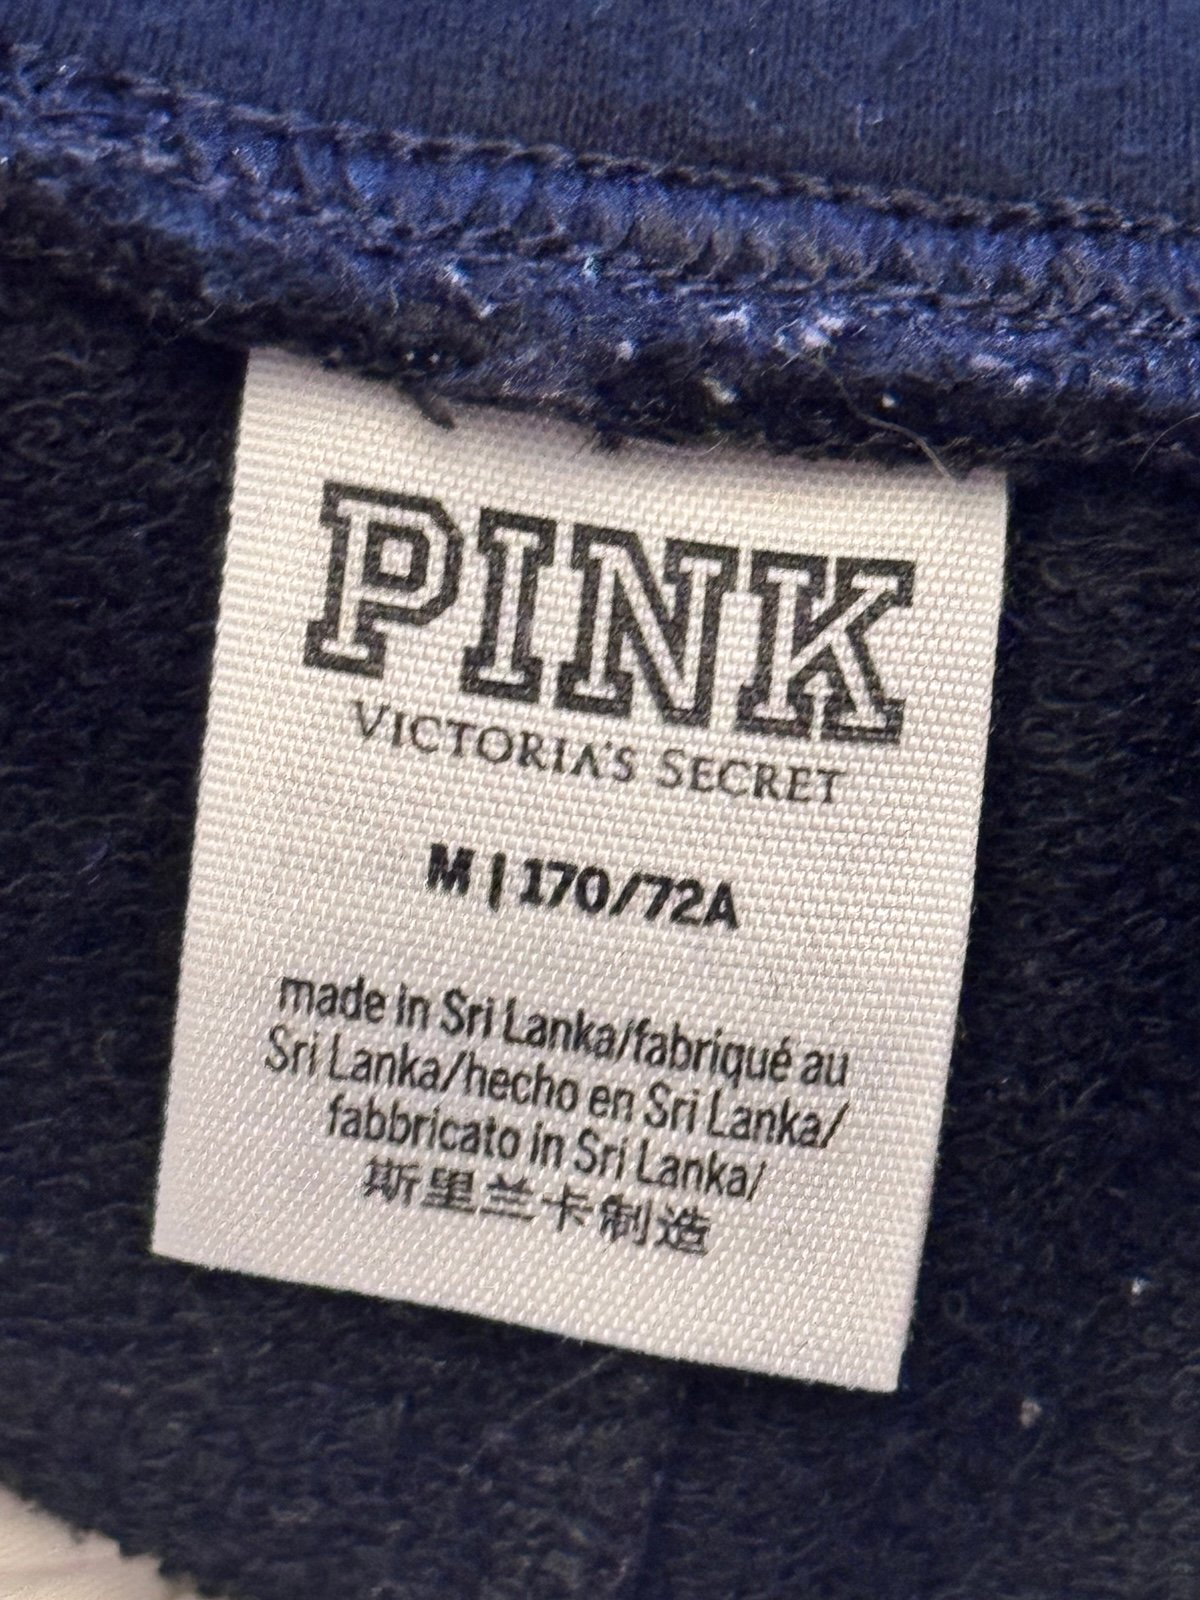 PINK
VICTORIA'S SECRET
M | 170/72A
made in Sri Lanka/fabriqué au
Sri Lanka/hecho en Sri Lanka/
fabbricato in Sri Lanka/
斯里兰卡制造